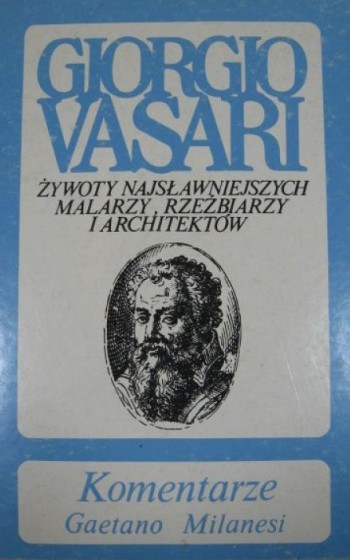 GIORGIO
VASARI
ŻYWOTY NAJSŁAWNIEJSZYCH
MALARZY, RZEŹBIARZY
I ARCHITEKTÓW
Komentarze
Gaetano Milanesi